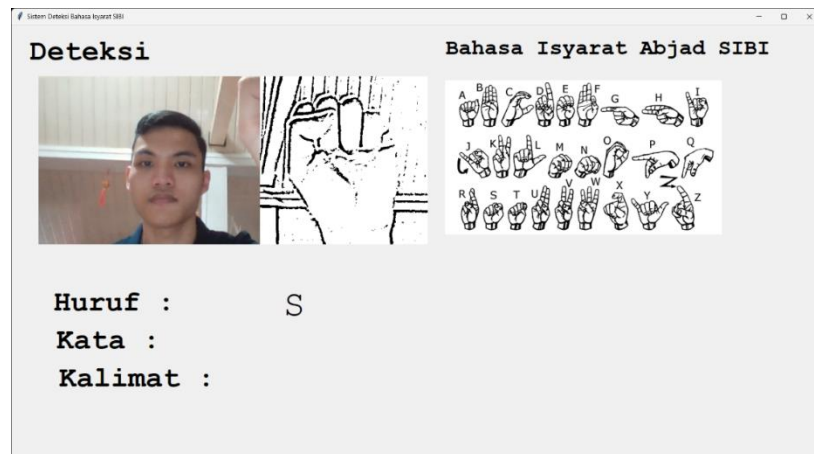 Sistem Deteksi Bahasa Isyarat SIBI
Deteksi
Bahasa Isyarat Abjad SIBI
A B C D E F G H I
J K L M N O P Q
R S T U V W X Y Z
Huruf : S
Kata :
Kalimat :